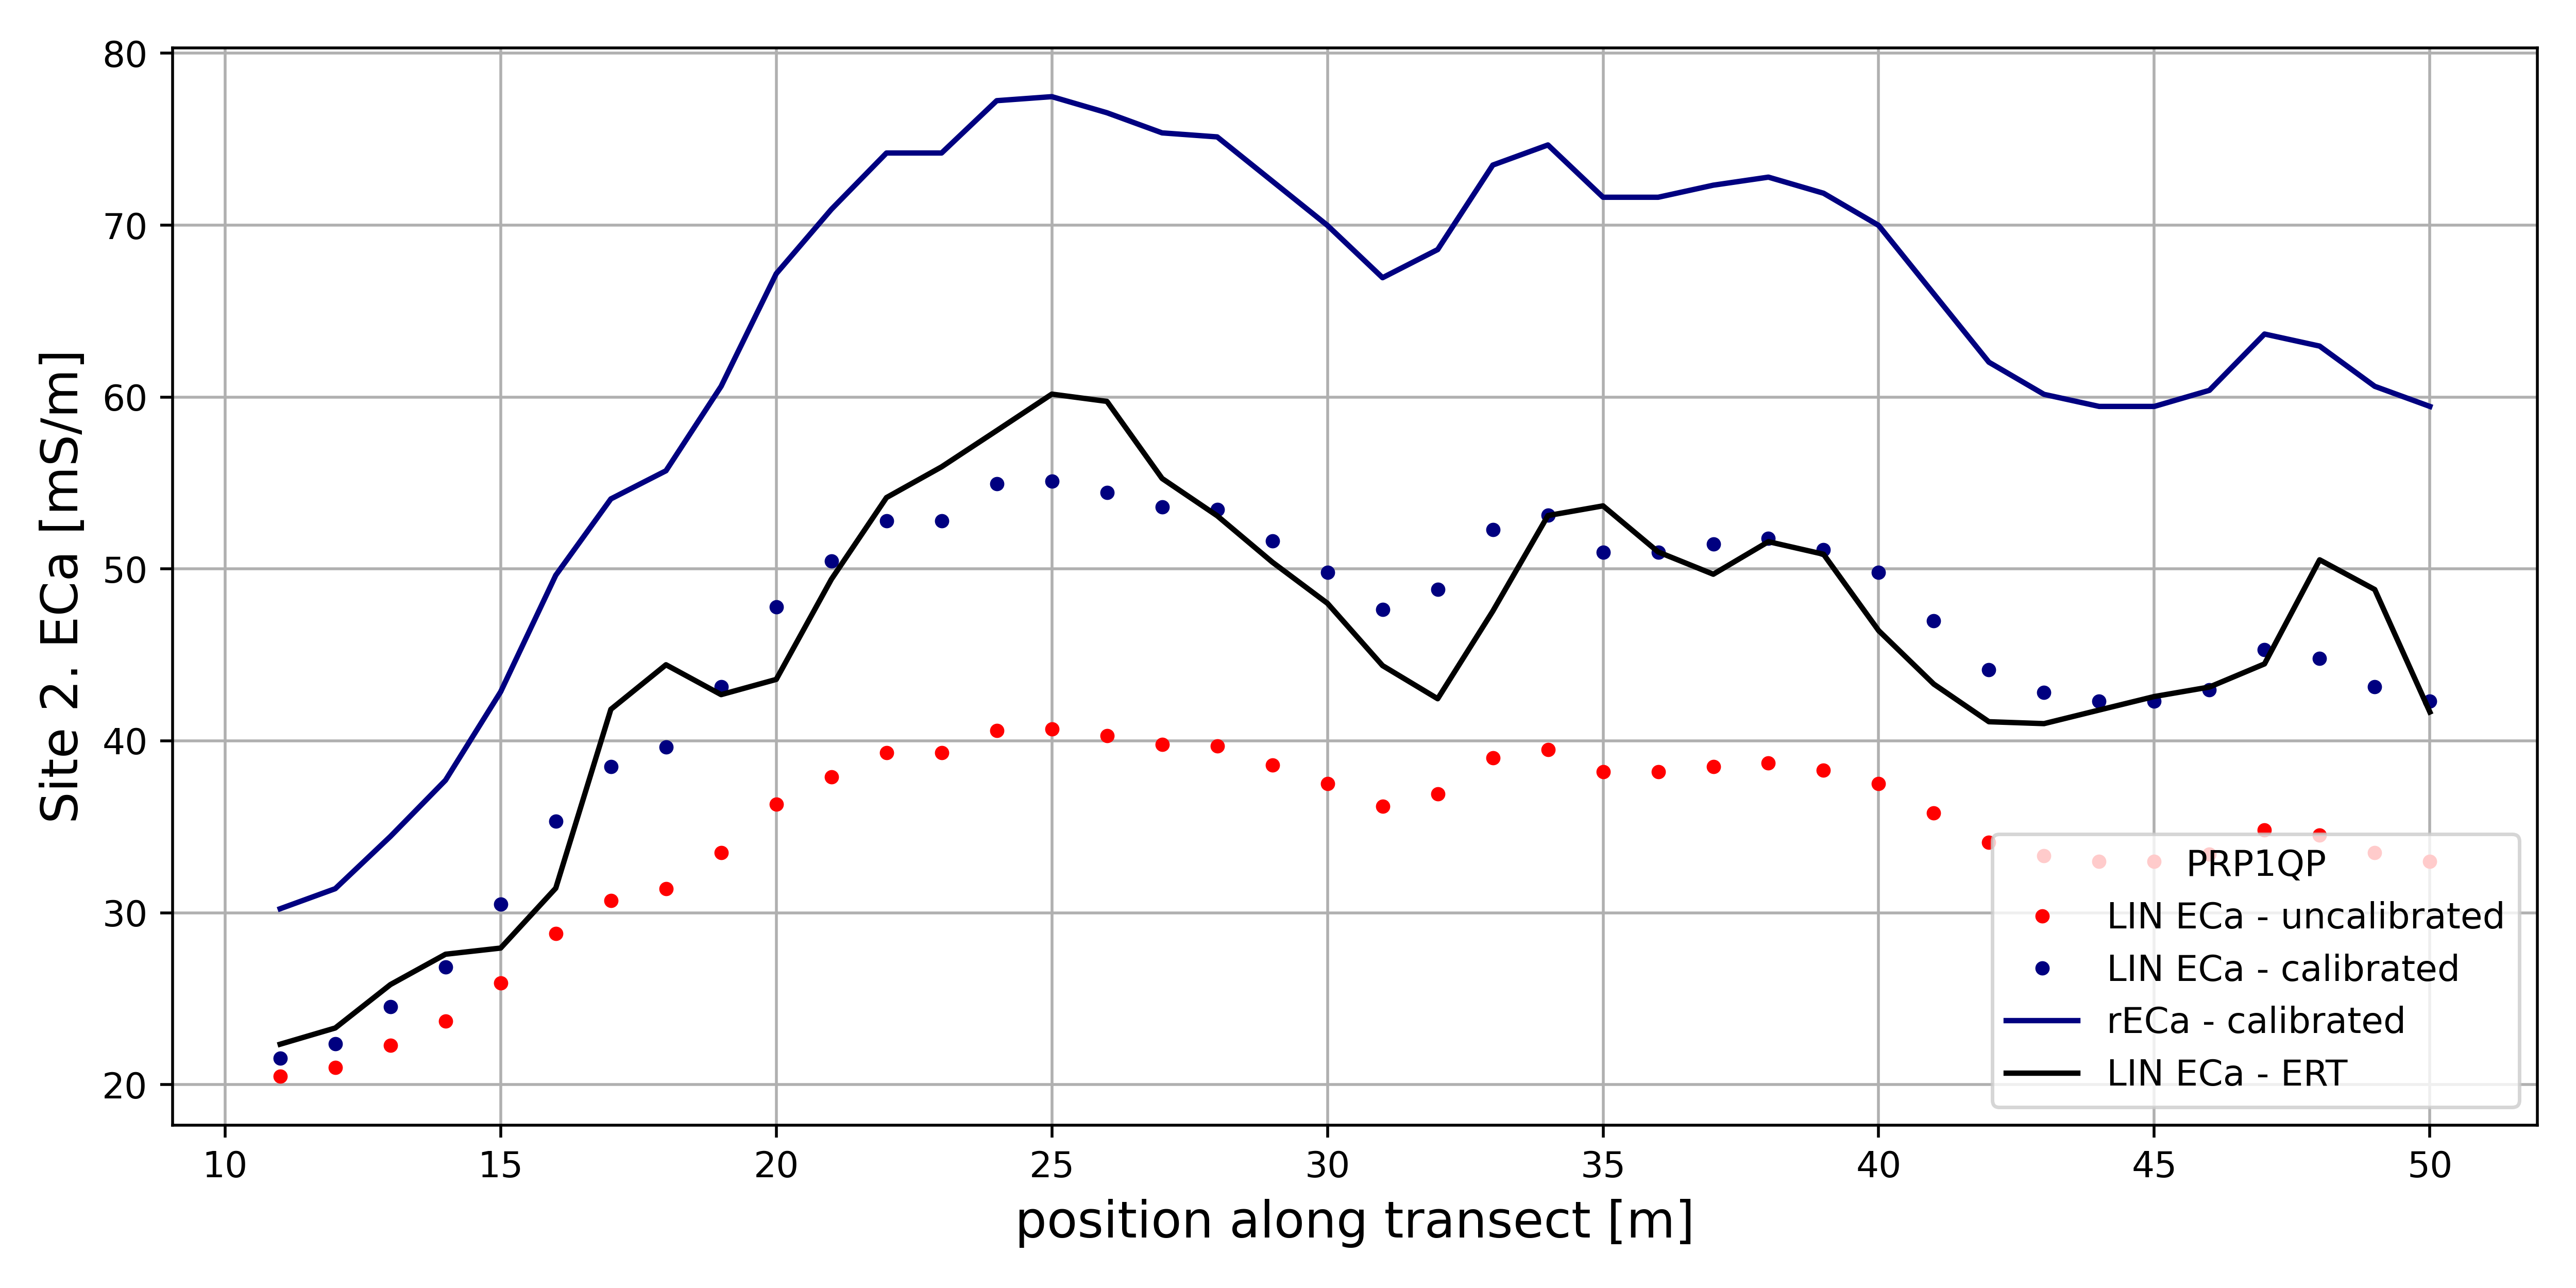 80
70
60
50
40
30
20
Site 2. ECa [mS/m]
PRP1QP
LIN ECa - uncalibrated
LIN ECa - calibrated
rECa - calibrated
LIN ECa - ERT
10 15 20 25 30 35 40 45 50
position along transect [m]